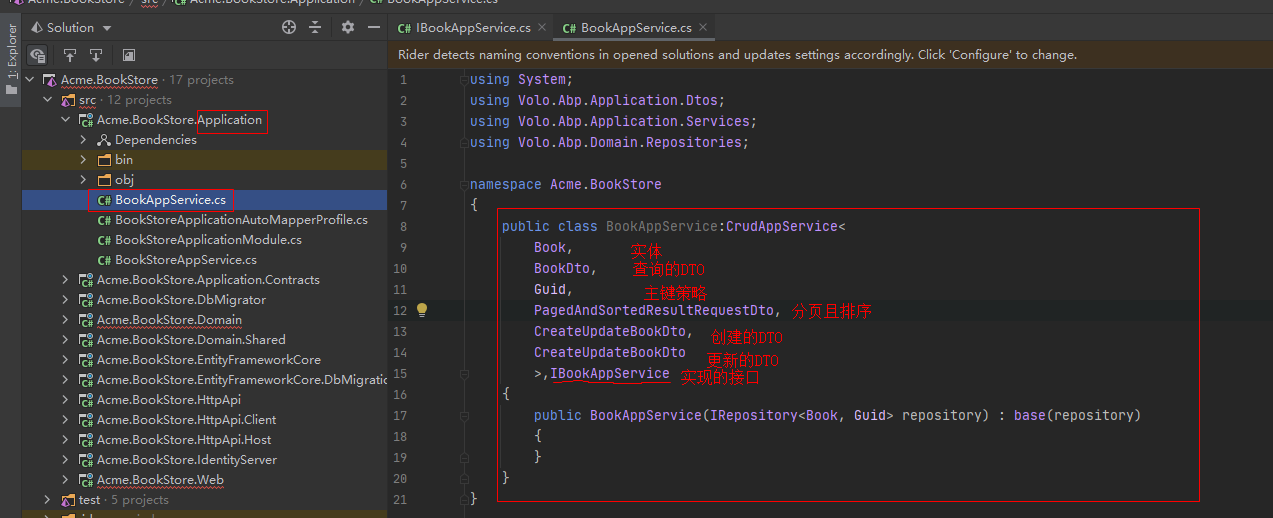 Acme.BookStore › src › Acme.BookStore.Application › BookAppService.cs
Solution
IBookAppService.cs
BookAppService.cs
1: Explorer
Rider detects naming conventions in opened solutions and updates settings accordingly. Click 'Configure' to change.
Acme.BookStore · 17 projects
src · 12 projects
Acme.BookStore.Application
Dependencies
bin
obj
BookAppService.cs
BookStoreApplicationAutoMapperProfile.cs
BookStoreApplicationModule.cs
BookStoreAppService.cs
Acme.BookStore.Application.Contracts
Acme.BookStore.DbMigrator
Acme.BookStore.Domain
Acme.BookStore.Domain.Shared
Acme.BookStore.EntityFrameworkCore
Acme.BookStore.EntityFrameworkCore.DbMigratio
Acme.BookStore.HttpApi
Acme.BookStore.HttpApi.Client
Acme.BookStore.HttpApi.Host
Acme.BookStore.IdentityServer
Acme.BookStore.Web
test · 5 projects
1 using System;
2 using Volo.Abp.Application.Dtos;
3 using Volo.Abp.Application.Services;
4 using Volo.Abp.Domain.Repositories;
5
6 namespace Acme.BookStore
7 {
8 public class BookAppService:CrudAppService<
9 Book, 实体
10 BookDto, 查询的DTO
11 Guid, 主键策略
12 PagedAndSortedResultRequestDto, 分页且排序
13 CreateUpdateBookDto, 创建的DTO
14 CreateUpdateBookDto 更新的DTO
15 >,IBookAppService 实现的接口
16 {
17 public BookAppService(IRepository<Book, Guid> repository) : base(repository)
18 {
19 }
20 }
21 }